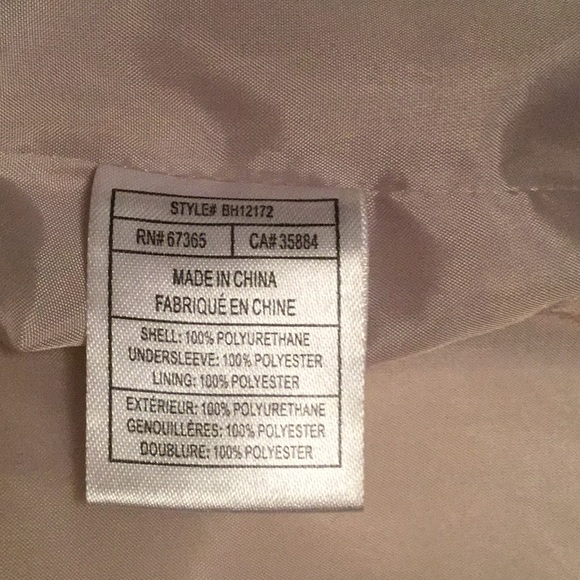 STYLE# BH12172
RN# 67365 CA# 35884
MADE IN CHINA
FABRIQUÉ EN CHINE
SHELL: 100% POLYURETHANE
UNDERSLEEVE: 100% POLYESTER
LINING: 100% POLYESTER
EXTÉRIEUR: 100% POLYURETHANE
GENOUILLÈRES: 100% POLYESTER
DOUBLURE: 100% POLYESTER